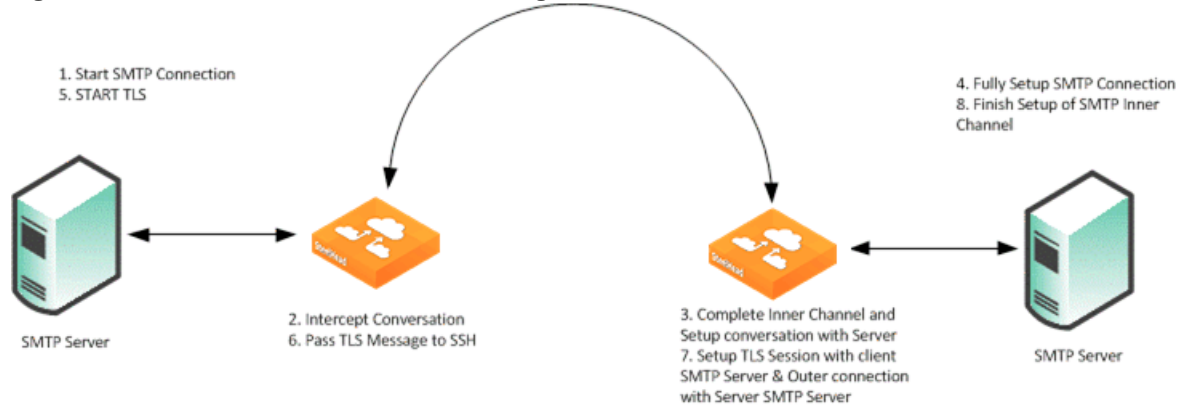 1. Start SMTP Connection
5. START TLS
4. Fully Setup SMTP Connection
8. Finish Setup of SMTP Inner
Channel
2. Intercept Conversation
6. Pass TLS Message to SSH
3. Complete Inner Channel and
Setup conversation with Server
7. Setup TLS Session with client
SMTP Server & Outer connection
with Server SMTP Server
SMTP Server
SMTP Server